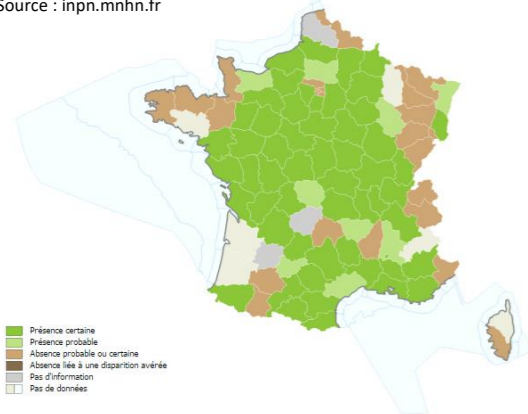 Source : inpn.mnhn.fr
Présence certaine
Présence probable
Absence probable ou certaine
Absence liée à une disparition avérée
Pas d'information
Pas de données